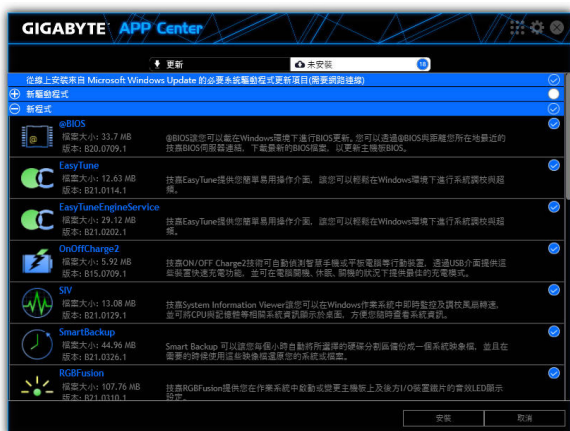 GIGABYTE APP Center
更新
未安裝
從線上安裝來自 Microsoft Windows Update 的必要系統驅動程式更新項目(需要網路連線)
新驅動程式
新程式
@BIOS
檔案大小: 33.7 MB
版本: B20.0709.1
@BIOS讓您可以載在Windows環境下進行BIOS更新。您可以透過@BIOS與距離您所在地最近的
技嘉BIOS伺服器連結，下載最新的BIOS檔案，以更新主機板BIOS。
EasyTune
檔案大小: 12.63 MB
版本: B21.0114.1
技嘉EasyTune提供您簡單易用操作介面，讓您可以輕鬆在Windows環境下進行系統調校與超
頻。
EasyTuneEngineService
檔案大小: 29.12 MB
版本: B21.0202.1
技嘉EasyTune提供您簡單易用操作介面，讓您可以輕鬆在Windows環境下進行系統調校與超
頻。
OnOffCharge2
檔案大小: 5.92 MB
版本: B15.0709.1
技嘉ON/OFF Charge2技術可自動偵測智慧手機或平板電腦等行動裝置，透過USB介面提供這
些裝置快速充電功能，並可在電腦開機、休眠、關機的狀況下提供最佳的充電模式。
SIV
檔案大小: 13.08 MB
版本: B21.0129.1
技嘉System Information Viewer讓您可以在Windows作業系統中即時監控及調校風扇轉速，
並可將CPU與記憶體等相關系統資訊顯示於桌面，方便您隨時查看系統資訊。
SmartBackup
檔案大小: 44.96 MB
版本: B21.0326.1
Smart Backup 可以讓您每個小時自動將所選擇的硬碟分割區備份成一個系統映象檔，並且在
需要的時候使用這些映像檔還原您的系統或檔案。
RGBFusion
檔案大小: 107.76 MB
版本: B21.0310.1
技嘉RGBFusion提供您在作業系統中啟動或變更主機板上及後方I/O裝置鐵片的音效LED顯示
設定。
安裝
取消